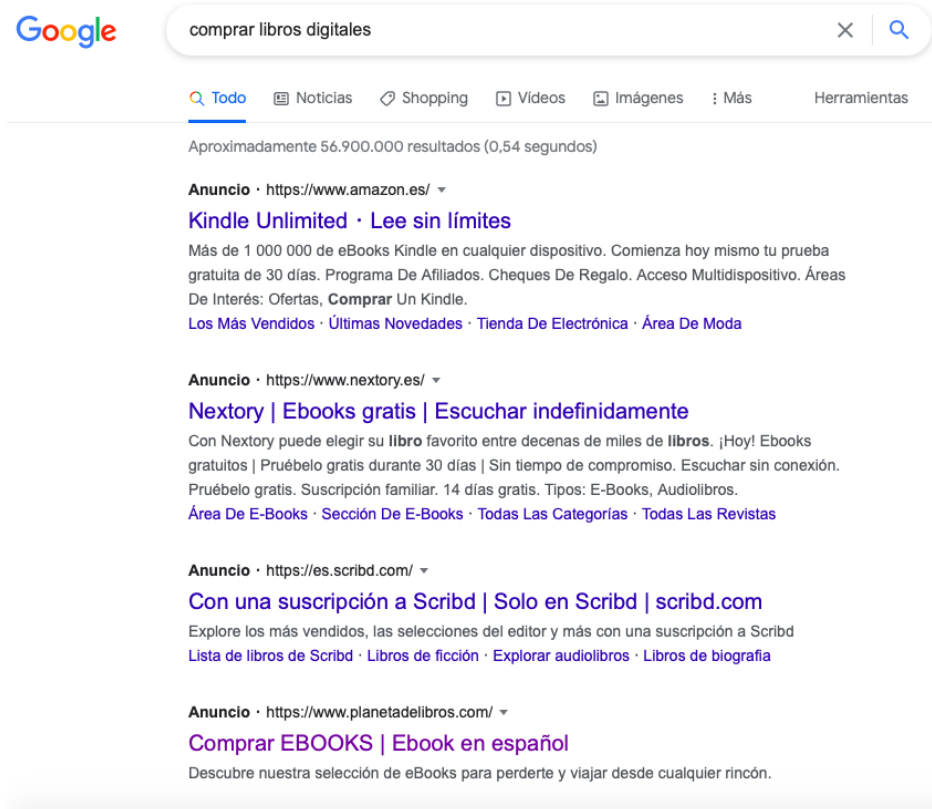 Google
comprar libros digitales
Todo Noticias Shopping Vídeos Imágenes Más Herramientas
Aproximadamente 56.900.000 resultados (0,54 segundos)
Anuncio · https://www.amazon.es/
Kindle Unlimited · Lee sin límites
Más de 1 000 000 de eBooks Kindle en cualquier dispositivo. Comienza hoy mismo tu prueba
gratuita de 30 días. Programa De Afiliados. Cheques De Regalo. Acceso Multidispositivo. Áreas
De Interés: Ofertas, Comprar Un Kindle.
Los Más Vendidos · Últimas Novedades · Tienda De Electrónica · Área De Moda
Anuncio · https://www.nextory.es/
Nextory | Ebooks gratis | Escuchar indefinidamente
Con Nextory puede elegir su libro favorito entre decenas de miles de libros. ¡Hoy! Ebooks
gratuitos | Pruébelo gratis durante 30 días | Sin tiempo de compromiso. Escuchar sin conexión.
Pruébelo gratis. Suscripción familiar. 14 días gratis. Tipos: E-Books, Audiolibros.
Área De E-Books · Sección De E-Books · Todas Las Categorías · Todas Las Revistas
Anuncio · https://es.scribd.com/
Con una suscripción a Scribd | Solo en Scribd | scribd.com
Explore los más vendidos, las selecciones del editor y más con una suscripción a Scribd
Lista de libros de Scribd · Libros de ficción · Explorar audiolibros · Libros de biografia
Anuncio · https://www.planetadelibros.com/
Comprar EBOOKS | Ebook en español
Descubre nuestra selección de eBooks para perderte y viajar desde cualquier rincón.